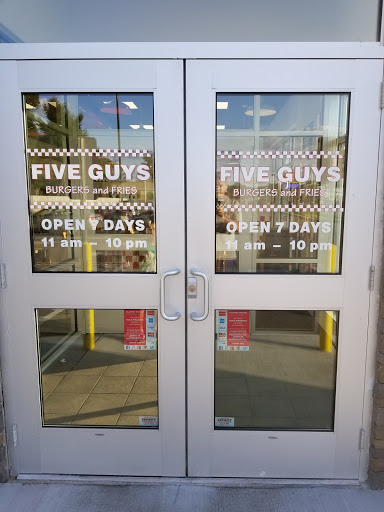 FIVE GUYS
BURGERS and FRIES
OPEN 7 DAYS
11 am – 10 pm
FIVE GUYS
BURGERS and FRIES
OPEN 7 DAYS
11 am – 10 pm